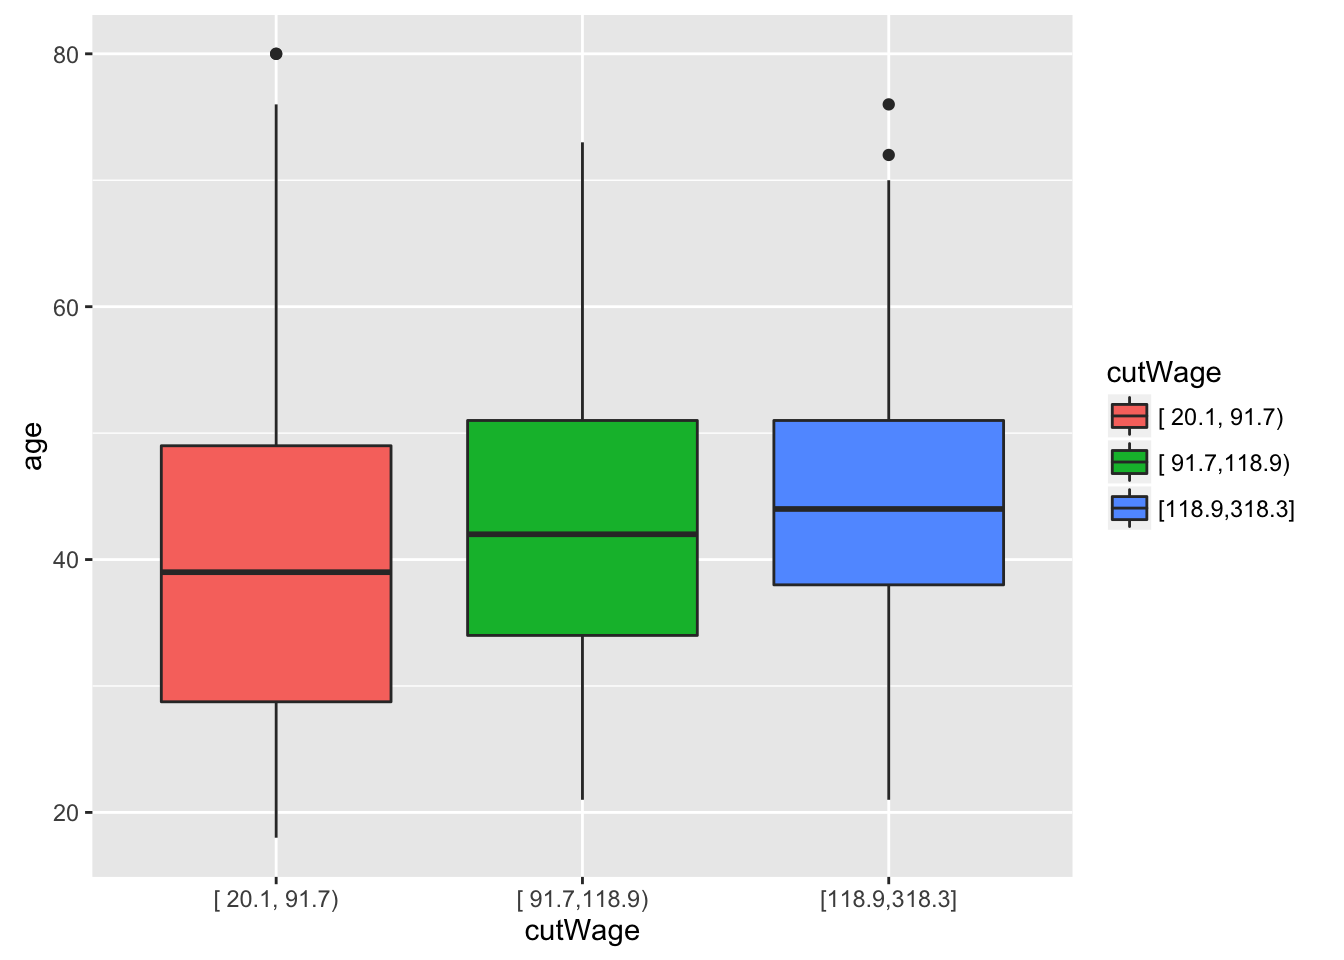 80
60
40
20
age
[ 20.1, 91.7)
[ 91.7,118.9)
[118.9,318.3]
cutWage
cutWage
[ 20.1, 91.7)
[ 91.7,118.9)
[118.9,318.3]